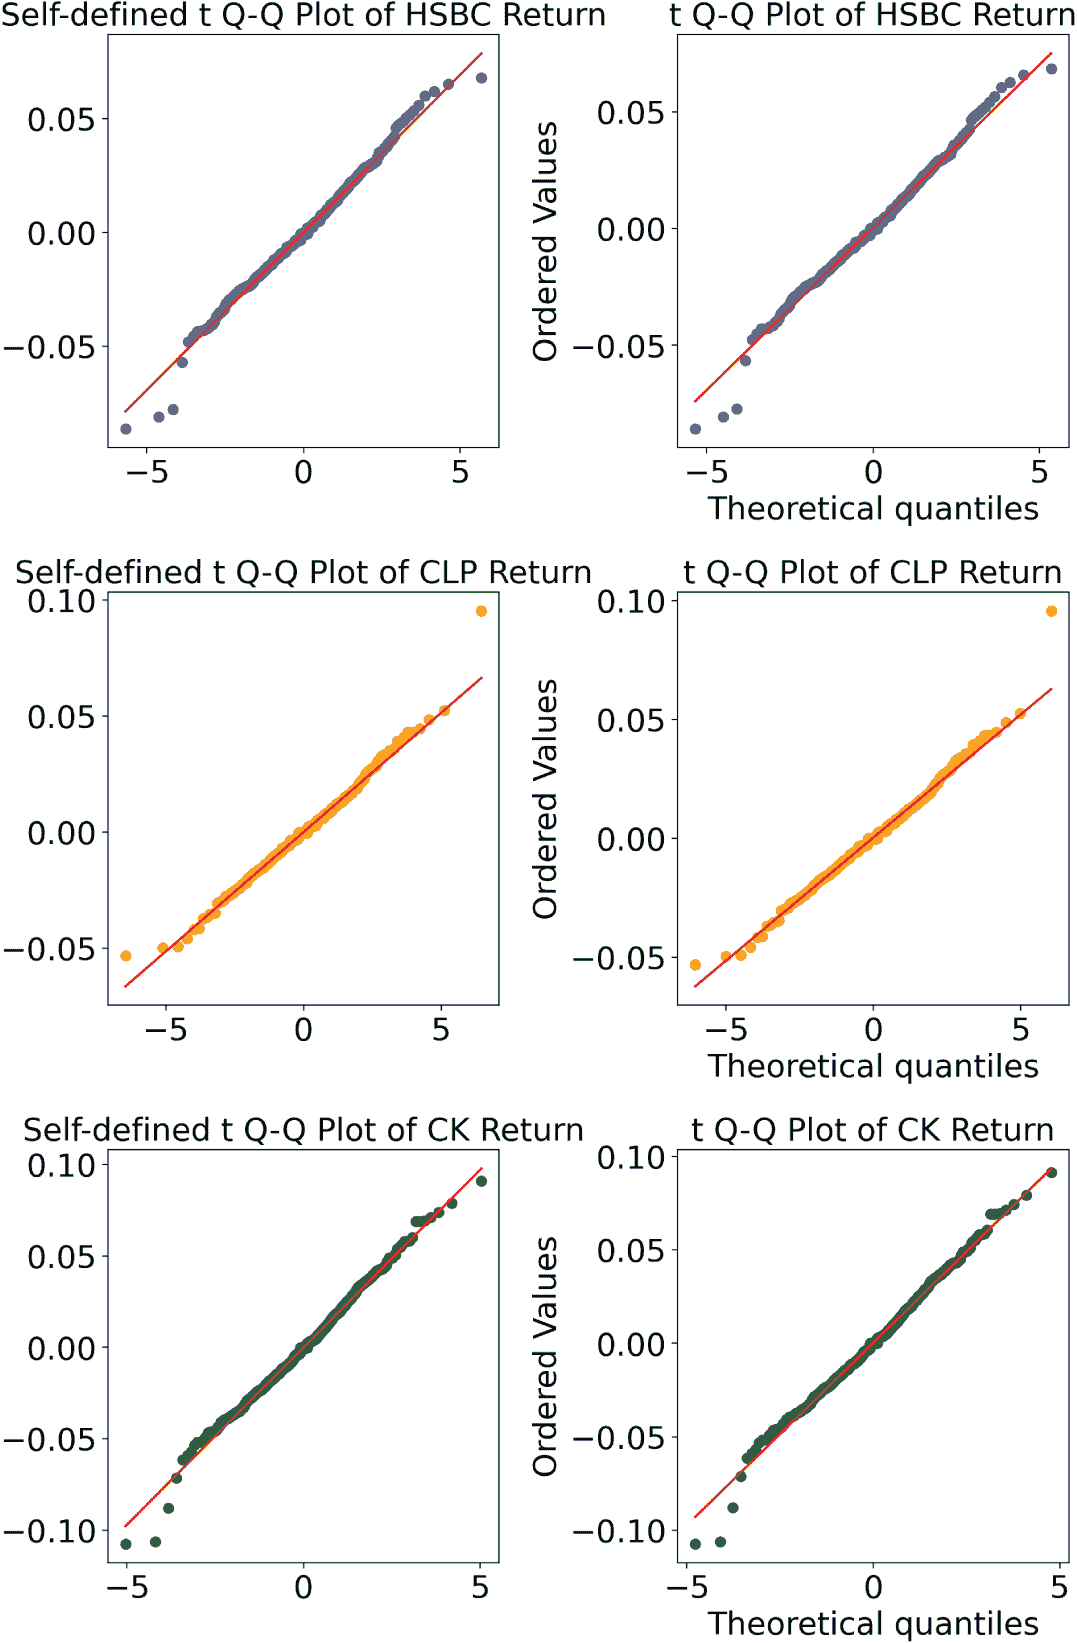 Self-defined t Q-Q Plot of HSBC Return
0.05
0.00
−0.05
−5 0 5
t Q-Q Plot of HSBC Return
Ordered Values
0.05
0.00
−0.05
−5 0 5
Theoretical quantiles
Self-defined t Q-Q Plot of CLP Return
0.10
0.05
0.00
−0.05
−5 0 5
t Q-Q Plot of CLP Return
Ordered Values
0.10
0.05
0.00
−0.05
−5 0 5
Theoretical quantiles
Self-defined t Q-Q Plot of CK Return
0.10
0.05
0.00
−0.05
−0.10
−5 0 5
t Q-Q Plot of CK Return
Ordered Values
0.10
0.05
0.00
−0.05
−0.10
−5 0 5
Theoretical quantiles